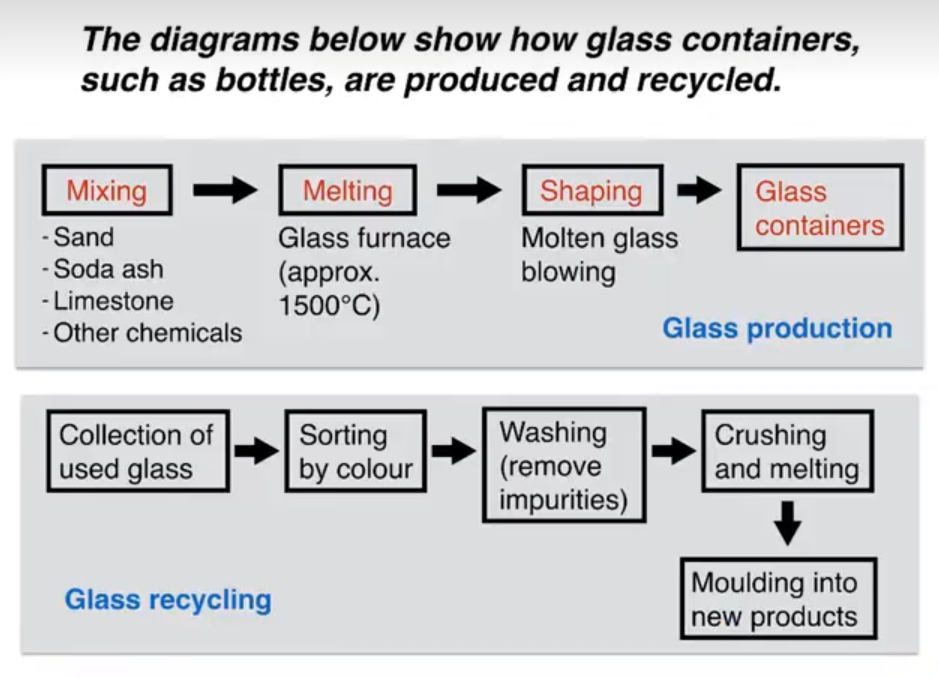 The diagrams below show how glass containers,
such as bottles, are produced and recycled.
Mixing
- Sand
- Soda ash
- Limestone
- Other chemicals
Melting
Glass furnace
(approx.
1500°C)
Shaping
Molten glass
blowing
Glass
containers
Glass production
Collection of
used glass
Sorting
by colour
Washing
(remove
impurities)
Crushing
and melting
Moulding into
new products
Glass recycling